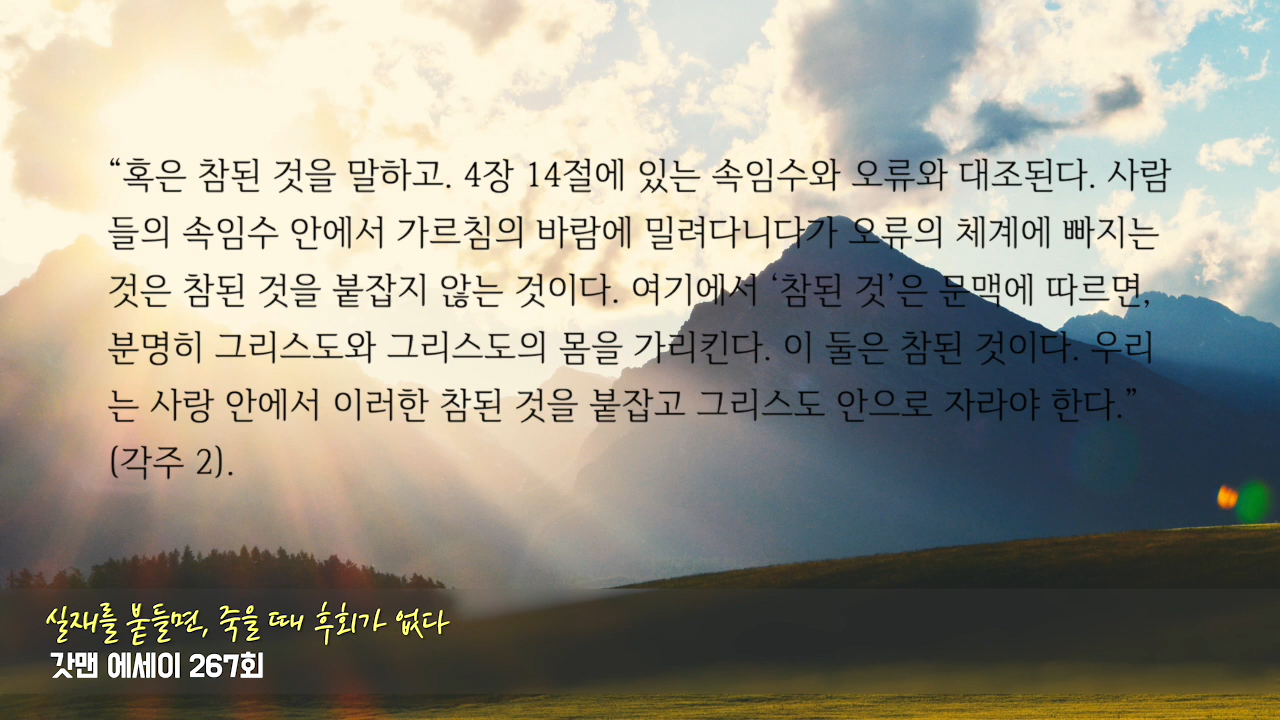 “혹은 참된 것을 말하고. 4장 14절에 있는 속임수와 오류와 대조된다. 사람
들의 속임수 안에서 가르침의 바람에 밀려다니다가 오류의 체계에 빠지는
것은 참된 것을 붙잡지 않는 것이다. 여기에서 ‘참된 것’은 문맥에 따르면,
분명히 그리스도와 그리스도의 몸을 가리킨다. 이 둘은 참된 것이다. 우리
는 사랑 안에서 이러한 참된 것을 붙잡고 그리스도 안으로 자라야 한다.”
(각주 2).
실재를 붙들면, 죽을 때 후회가 없다
갓맨 에세이 267회